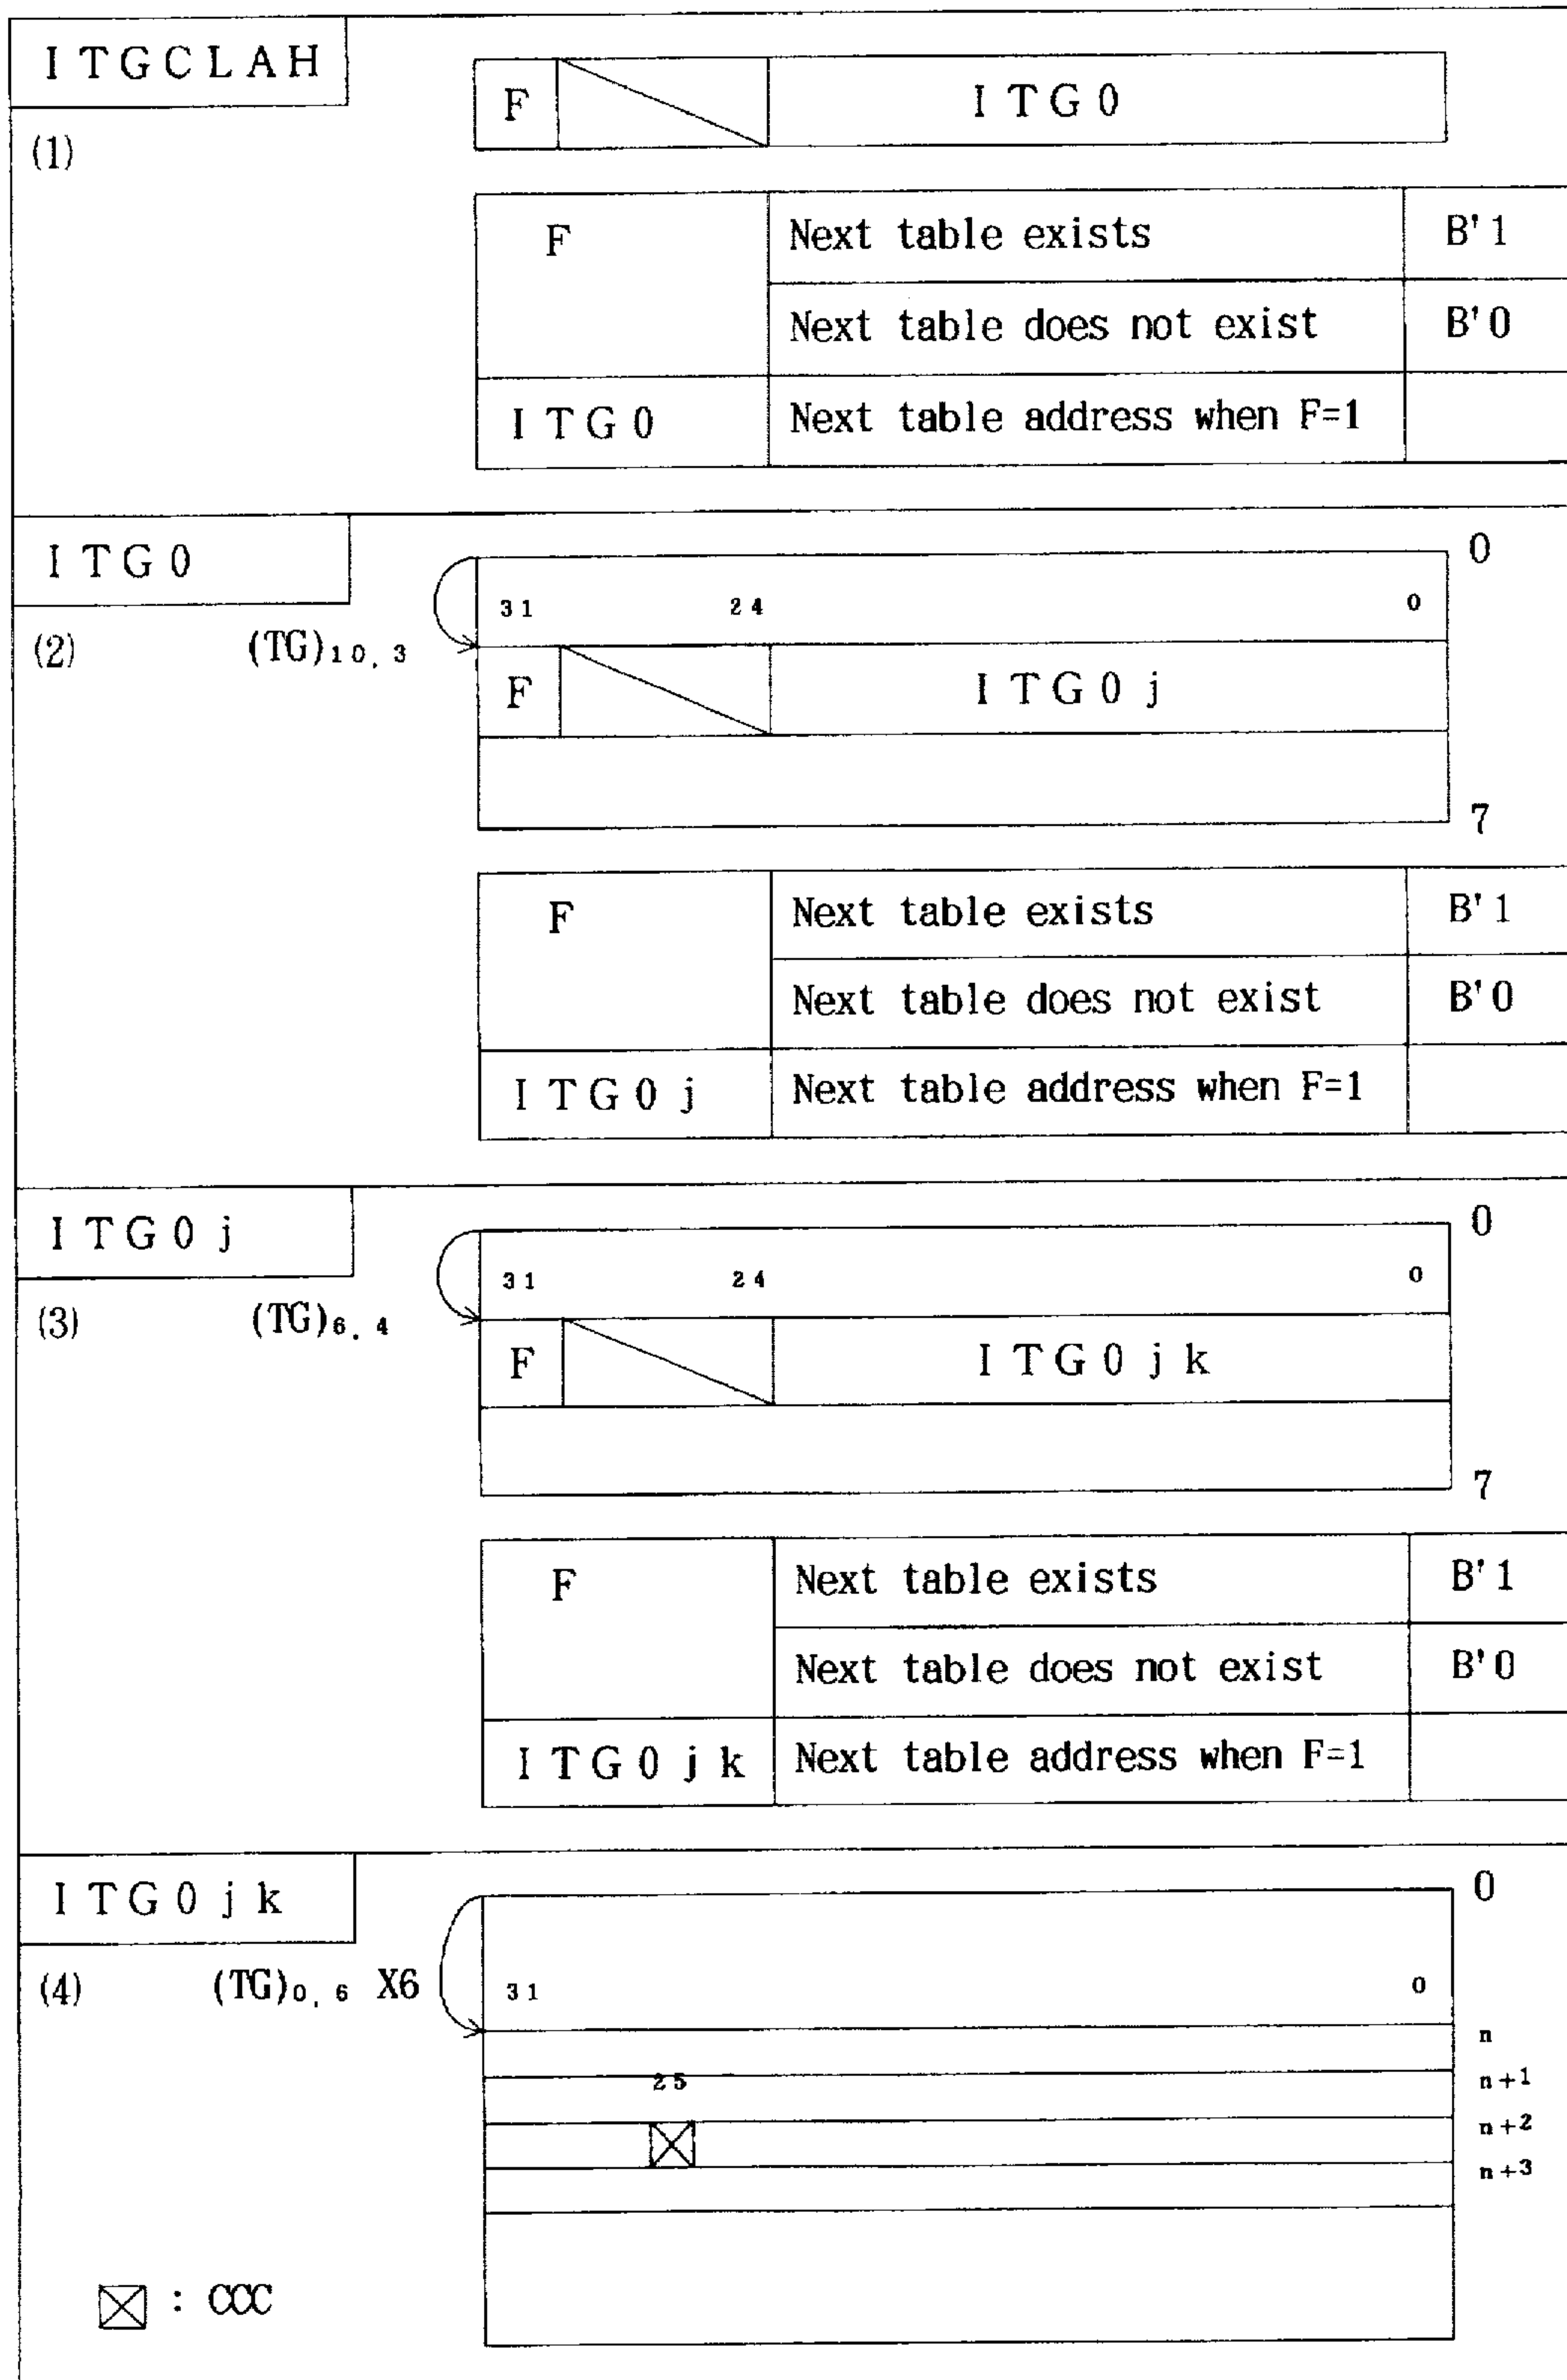 ITGCLAH
F ITG0
(1)
F Next table exists B'1
Next table does not exist B'0
ITG0 Next table address when F=1
ITG0 0
31 24 0
(2) (TG)10, 3
F ITG0j
7
F Next table exists B'1
Next table does not exist B'0
ITG0j Next table address when F=1
ITG0j 0
31 24 0
(3) (TG)6, 4
F ITG0jk
7
F Next table exists B'1
Next table does not exist B'0
ITG0jk Next table address when F=1
ITG0jk 0
(4) (TG)0, 6 X6 31 0
n
25 n+1
n+2
n+3
: CCC